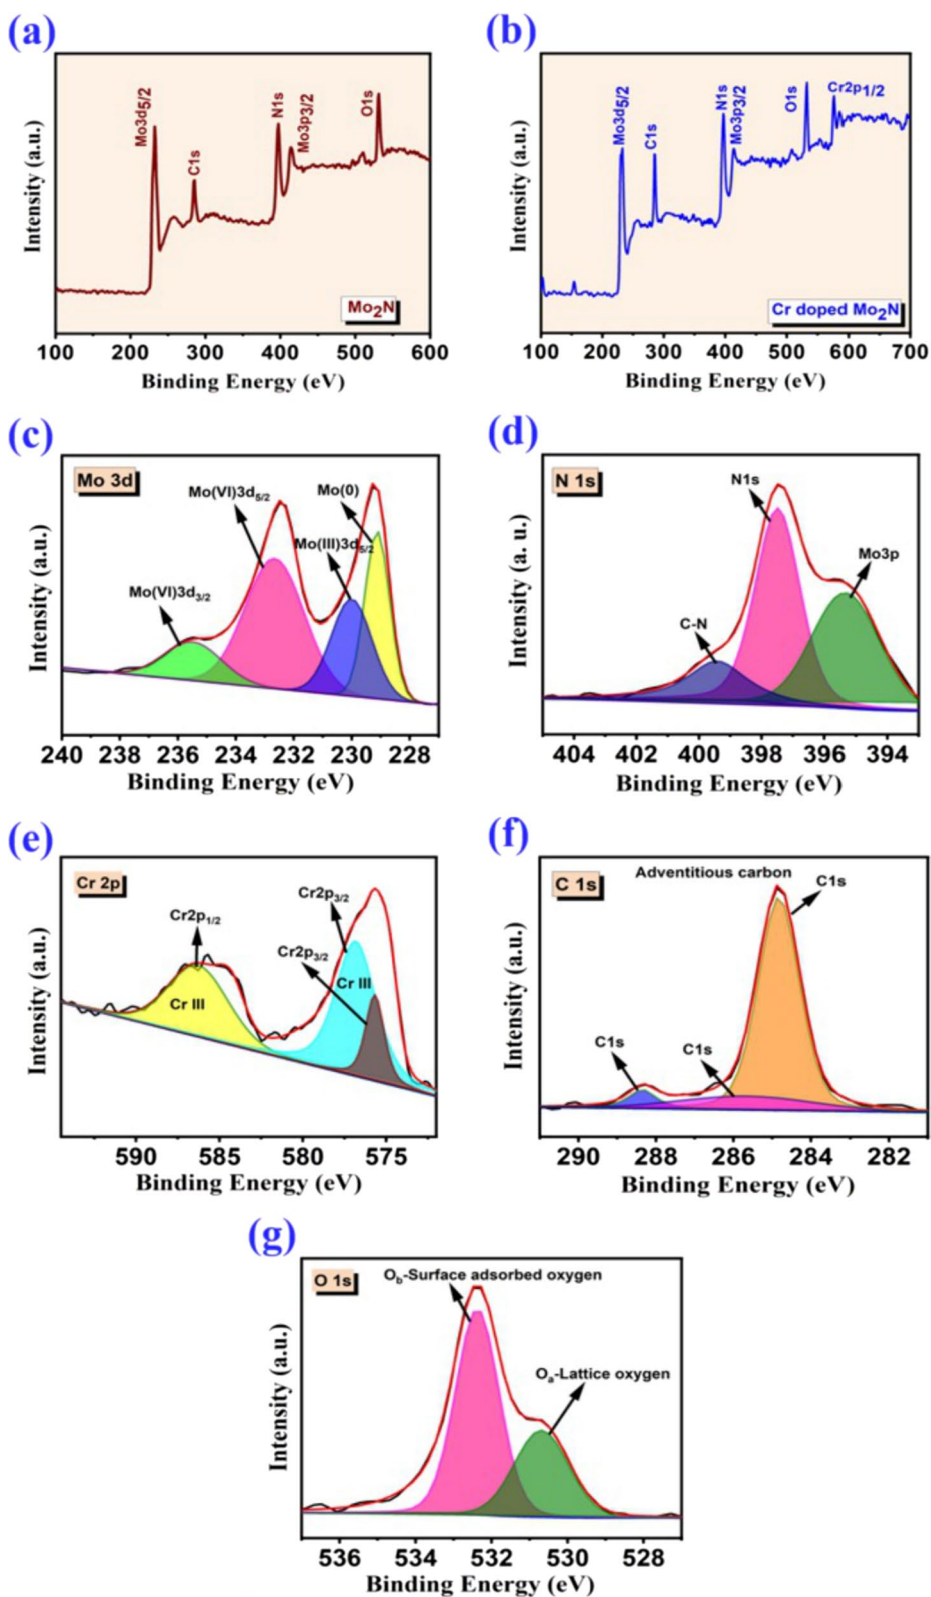 (a)
Mo3d5/2
C1s
N1s
Mo3p3/2
O1s
Mo2N
Intensity (a.u.)
100 200 300 400 500 600
Binding Energy (eV)
(b)
Mo3d5/2
C1s
N1s
Mo3p3/2
O1s
Cr2p1/2
Cr doped Mo2N
Intensity (a.u.)
100 200 300 400 500 600 700
Binding Energy (eV)
(c)
Mo 3d
Mo(VI)3d5/2
Mo(0)
Mo(III)3d5/2
Mo(VI)3d3/2
Intensity (a.u.)
240 238 236 234 232 230 228
Binding Energy (eV)
(d)
N 1s
N1s
Mo3p
C-N
Intensity (a. u.)
404 402 400 398 396 394
Binding Energy (eV)
(e)
Cr 2p
Cr2p3/2
Cr2p1/2
Cr2p3/2
Cr III
Cr III
Intensity (a.u.)
590 585 580 575
Binding Energy (eV)
(f)
Adventitious carbon
C 1s
C1s
C1s
C1s
Intensity (a.u.)
290 288 286 284 282
Binding Energy (eV)
(g)
O 1s
Ob-Surface adsorbed oxygen
Oa-Lattice oxygen
Intensity (a.u.)
536 534 532 530 528
Binding Energy (eV)